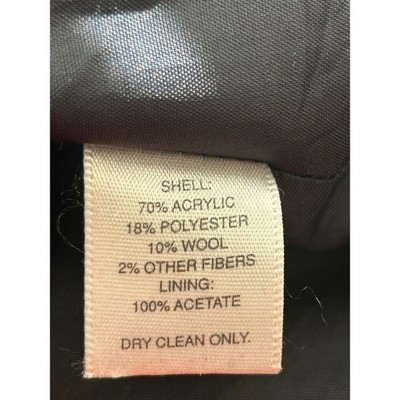 SHELL:
70% ACRYLIC
18% POLYESTER
10% WOOL
2% OTHER FIBERS
LINING:
100% ACETATE
DRY CLEAN ONLY.